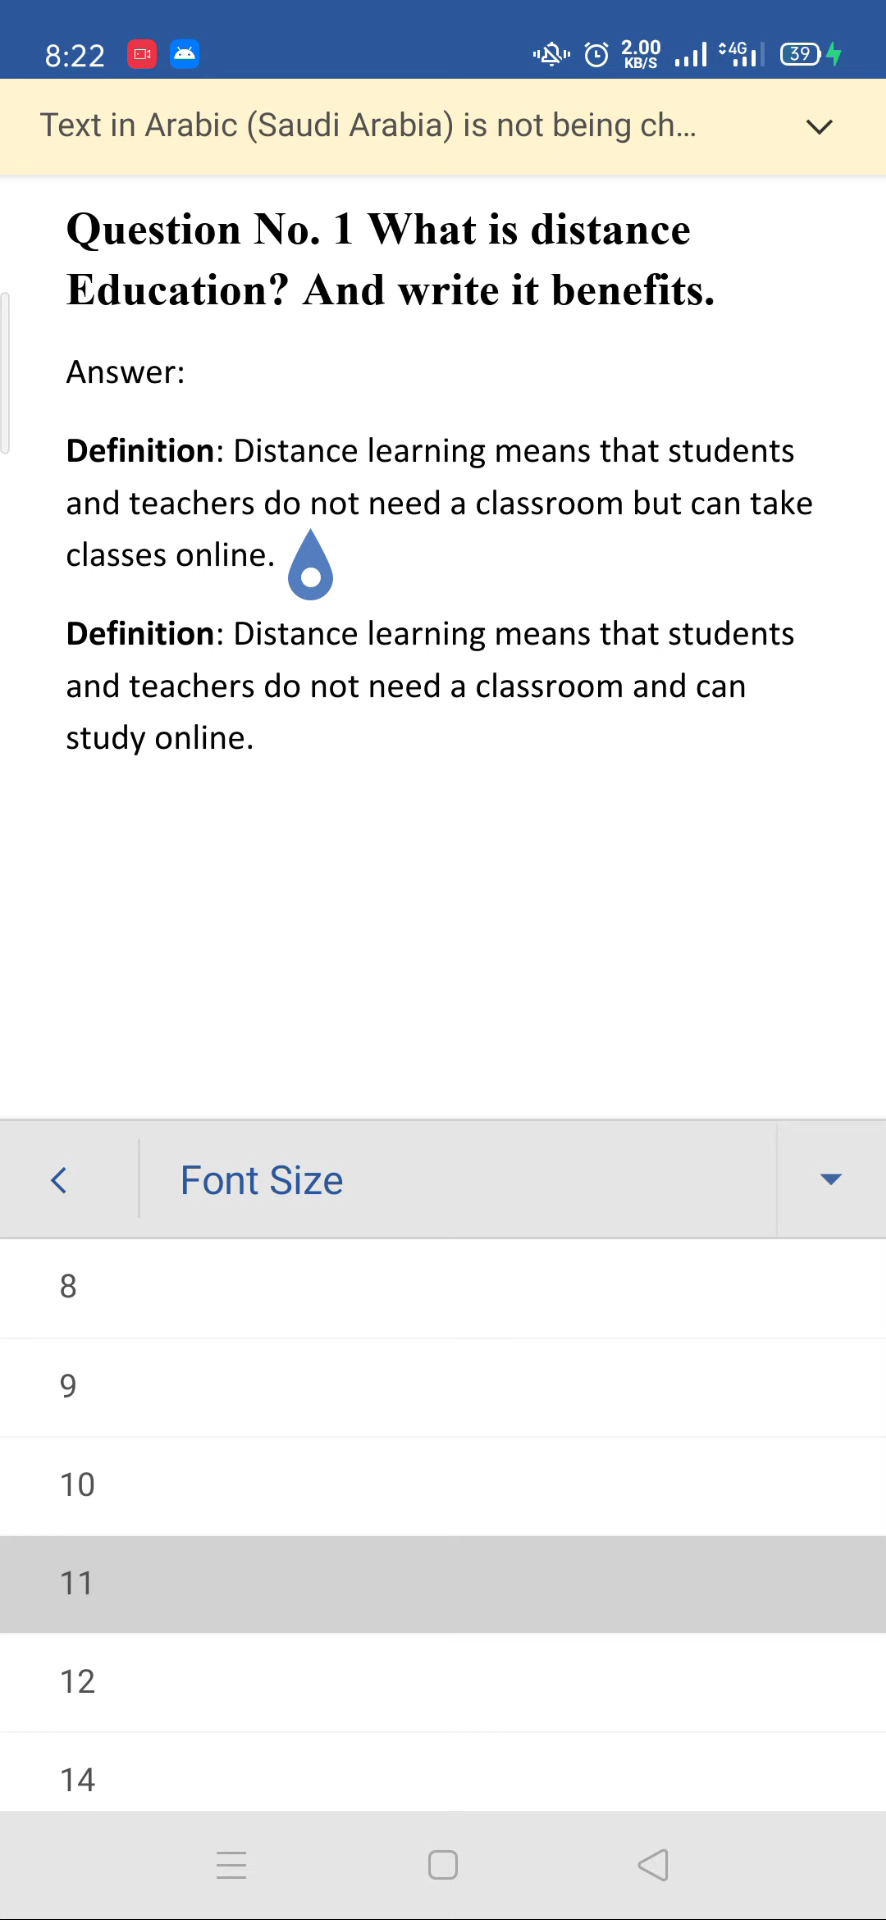 8:22
2.00
KB/S
4G
39
Text in Arabic (Saudi Arabia) is not being ch...
Question No. 1 What is distance
Education? And write it benefits.
Answer:
Definition: Distance learning means that students
and teachers do not need a classroom but can take
classes online.
Definition: Distance learning means that students
and teachers do not need a classroom and can
study online.
Font Size
8
9
10
11
12
14